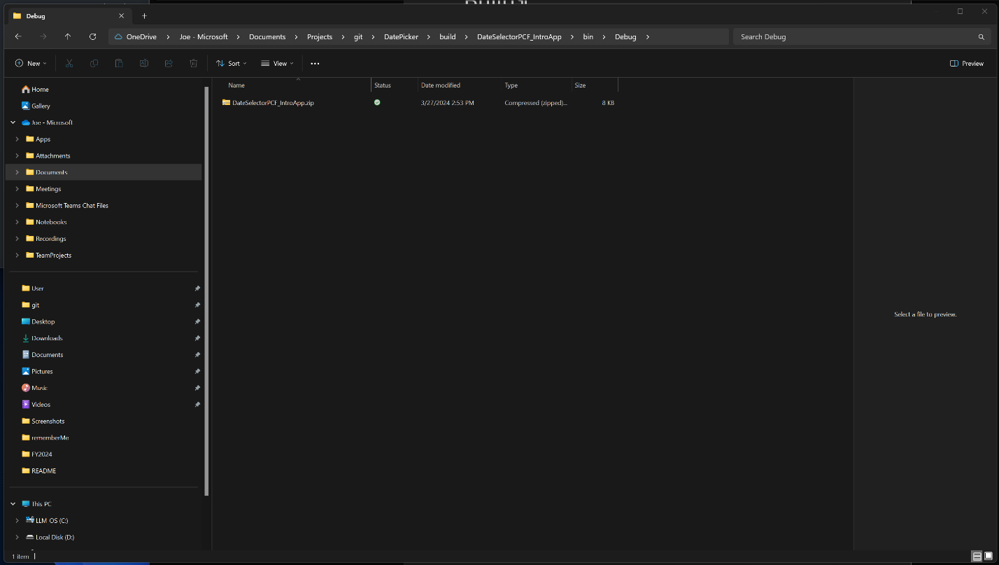 Debug
OneDrive > Joe - Microsoft > Documents > Projects > git > DatePicker > build > DateSelectorPCF_IntroApp > bin > Debug >
Search Debug
New
Sort
View
Preview
Name
Status
Date modified
Type
Size
DateSelectorPCF_IntroApp.zip
3/27/2024 2:53 PM
Compressed (zipped)...
8 KB
Home
Gallery
Joe - Microsoft
Apps
Attachments
Documents
Meetings
Microsoft Teams Chat Files
Notebooks
Recordings
TeamProjects
User
git
Desktop
Downloads
Documents
Pictures
Music
Videos
Screenshots
rememberMe
FY2024
README
This PC
LLM_OS (C:)
Local Disk (D:)
Select a file to preview.
1 item